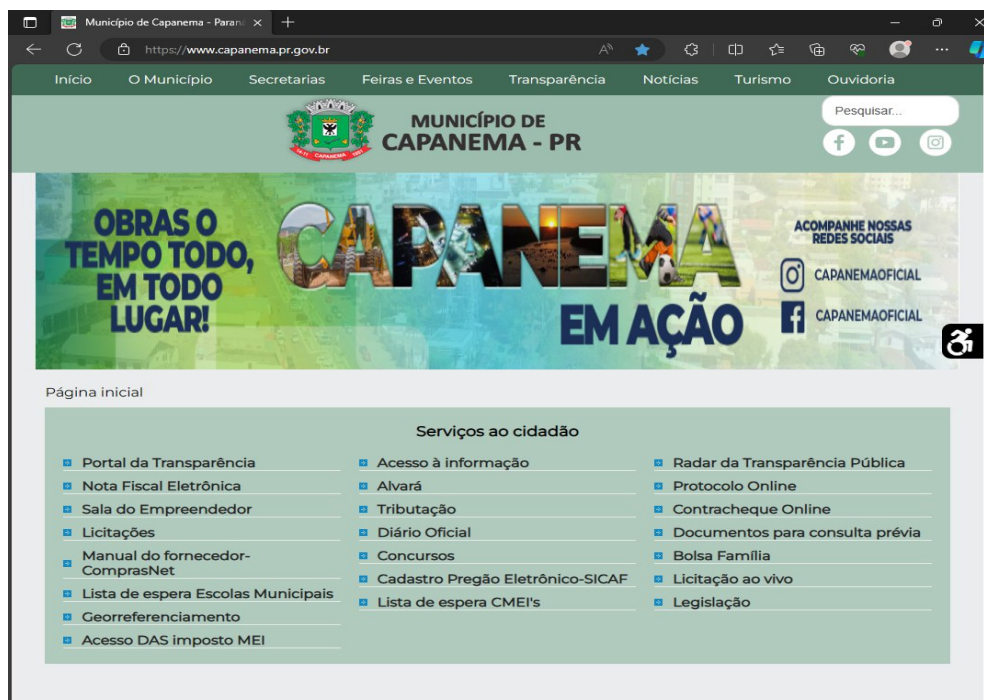 Município de Capanema - Paran
https://www.capanema.pr.gov.br
Início O Município Secretarias Feiras e Eventos Transparência Notícias Turismo Ouvidoria
Pesquisar...
MUNICÍPIO DE
CAPANEMA - PR
CAPANEMA
OBRAS O
TEMPO TODO,
EM TODO
LUGAR!
CAPANEMA
EM AÇÃO
ACOMPANHE NOSSAS
REDES SOCIAIS
CAPANEMAOFICIAL
CAPANEMAOFICIAL
Página inicial
Serviços ao cidadão
Portal da Transparência
Nota Fiscal Eletrônica
Sala do Empreendedor
Licitações
Manual do fornecedor-
ComprasNet
Lista de espera Escolas Municipais
Georreferenciamento
Acesso DAS imposto MEI
Acesso à informação
Alvará
Tributação
Diário Oficial
Concursos
Cadastro Pregão Eletrônico-SICAF
Lista de espera CMEI's
Radar da Transparência Pública
Protocolo Online
Contracheque Online
Documentos para consulta prévia
Bolsa Família
Licitação ao vivo
Legislação